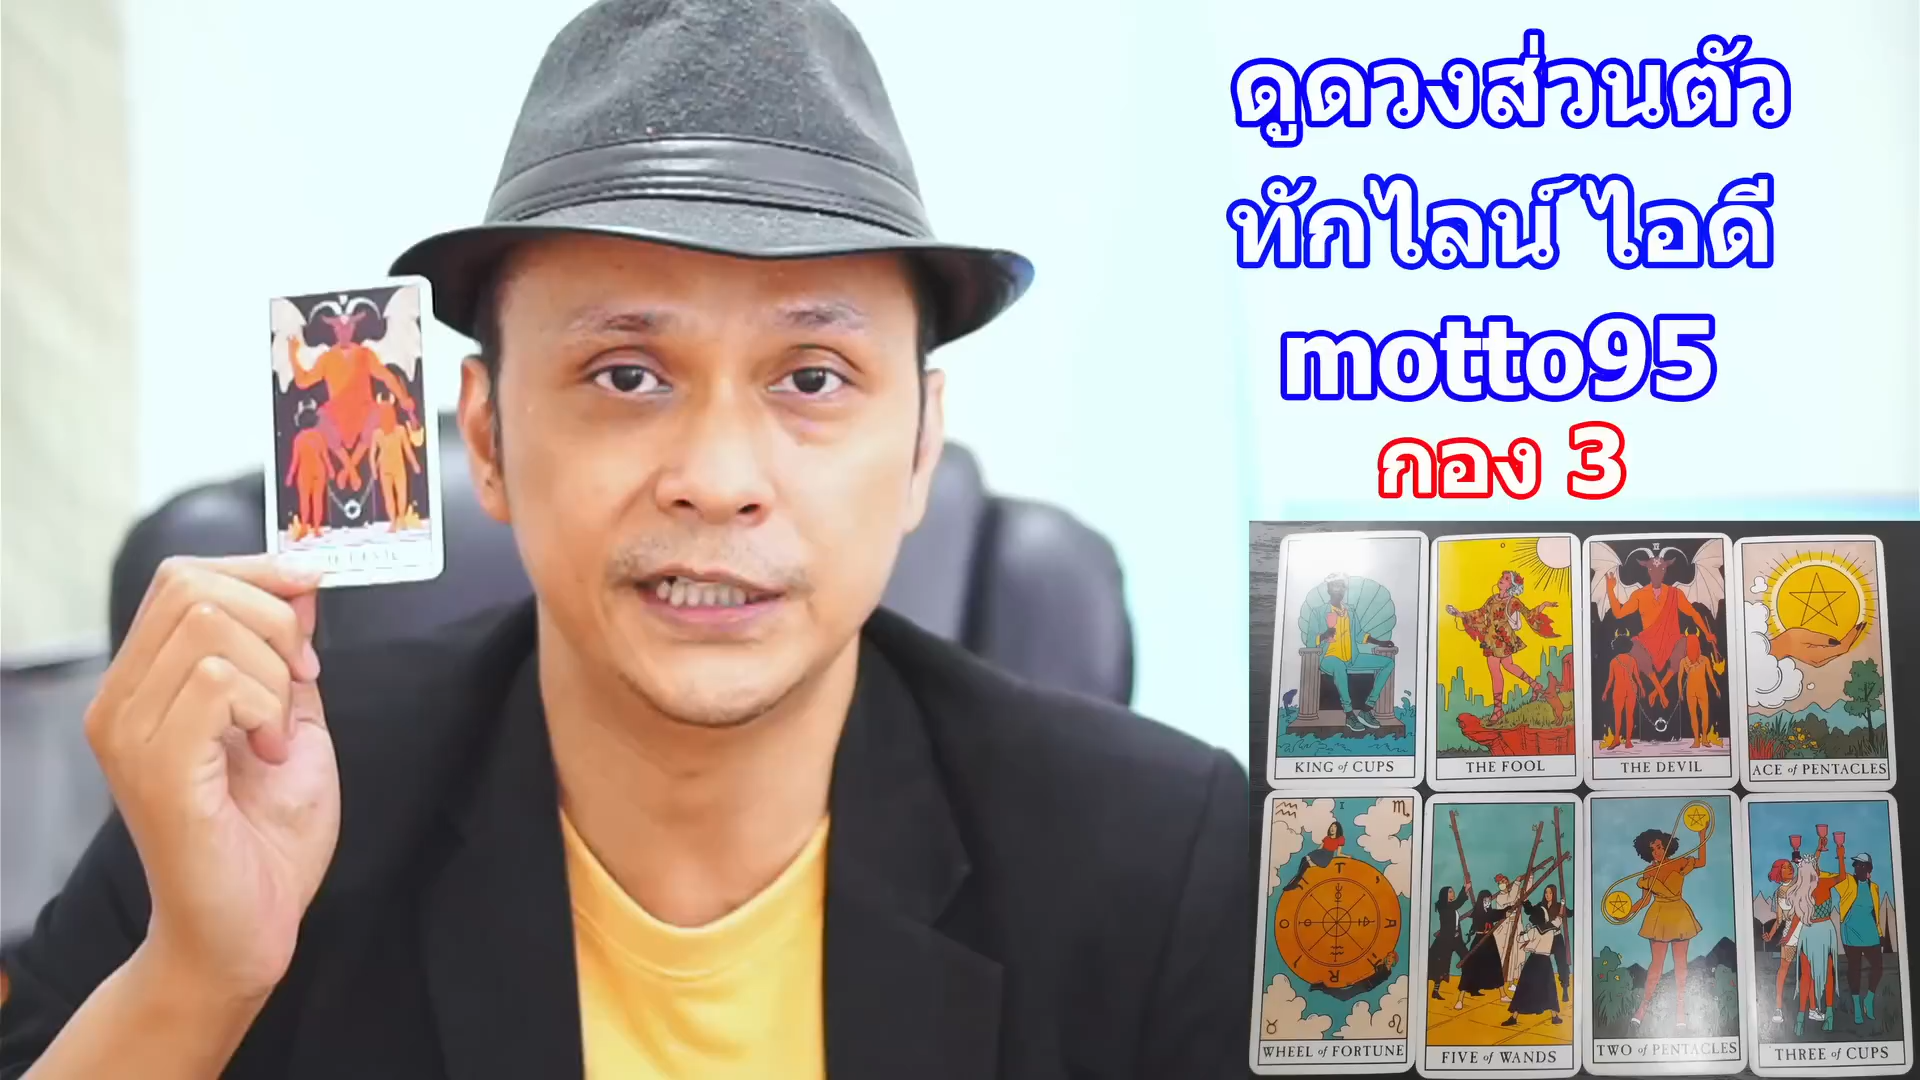 ดูดวงส่วนตัว
ทักไลน์ ไอดี
motto95
กอง 3
KING of CUPS
THE FOOL
THE DEVIL
ACE of PENTACLES
WHEEL of FORTUNE
FIVE of WANDS
TWO of PENTACLES
THREE of CUPS